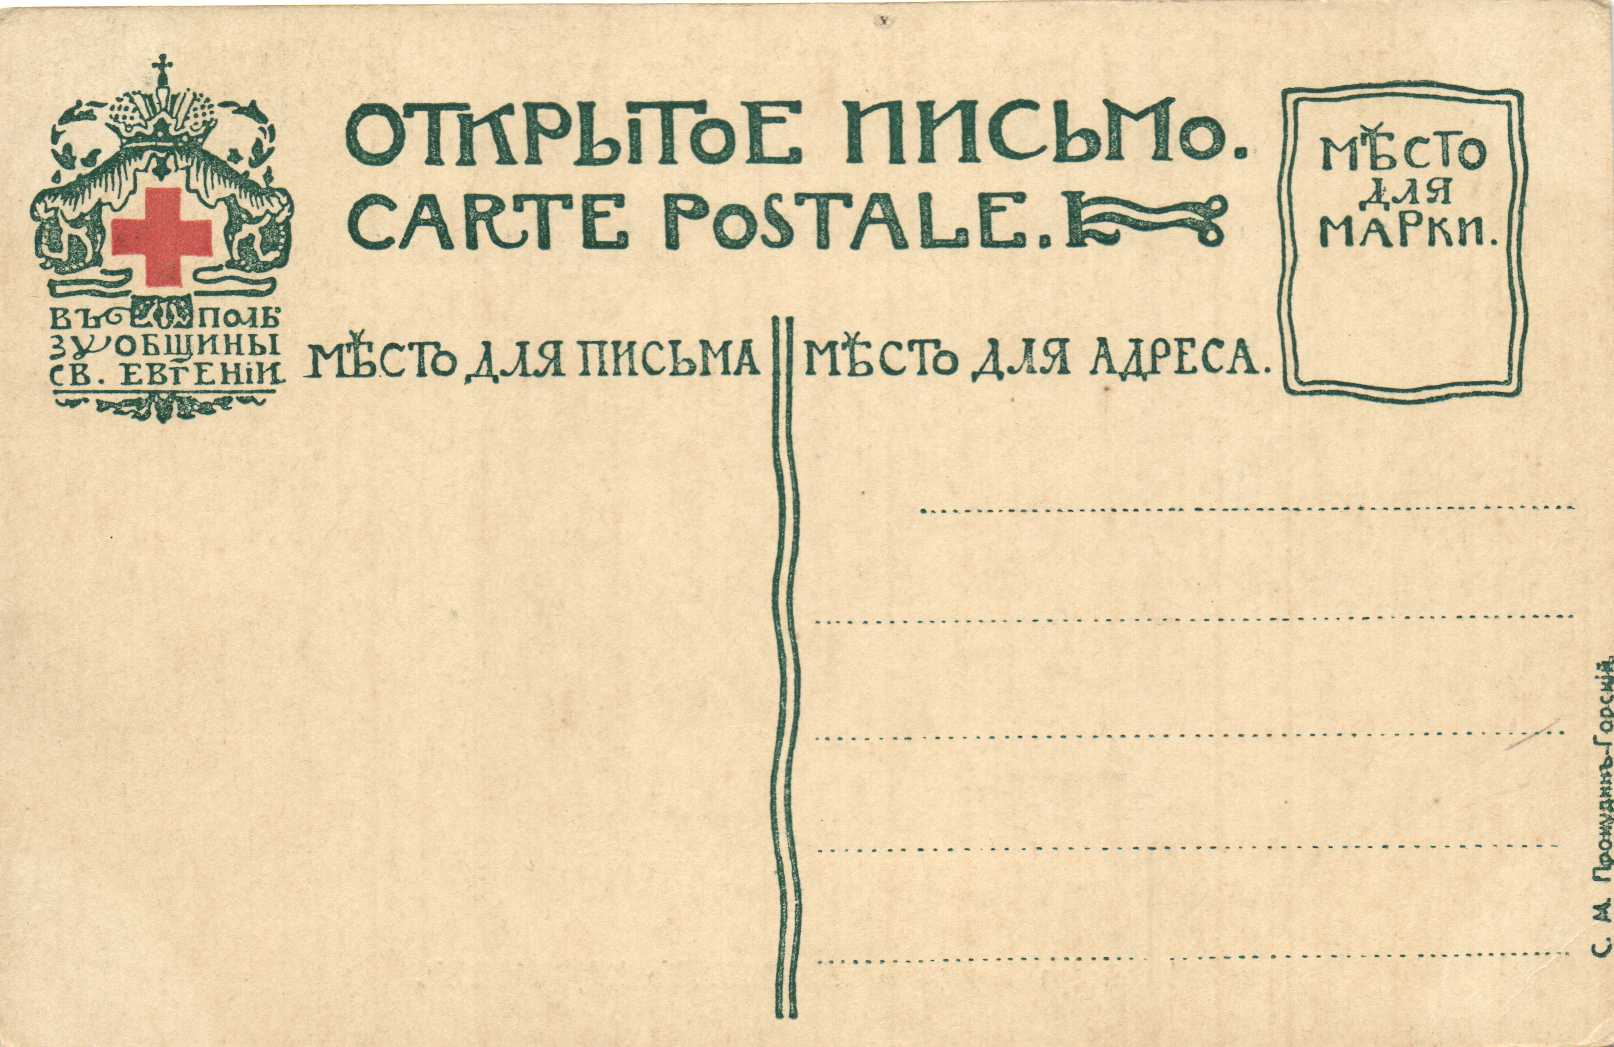 ОТКРЫТОЕ ПИСЬМО.
CARTE POSTALE.
МѢСТО
ДЛЯ
МАРКИ.
ВЪ ПОЛЬ
ЗУ ОБЩИНЫ
СВ. ЕВГЕНІИ
МѢСТО ДЛЯ ПИСЬМА
МѢСТО ДЛЯ АДРЕСА.
С. М. Прокудинъ-Горскій.